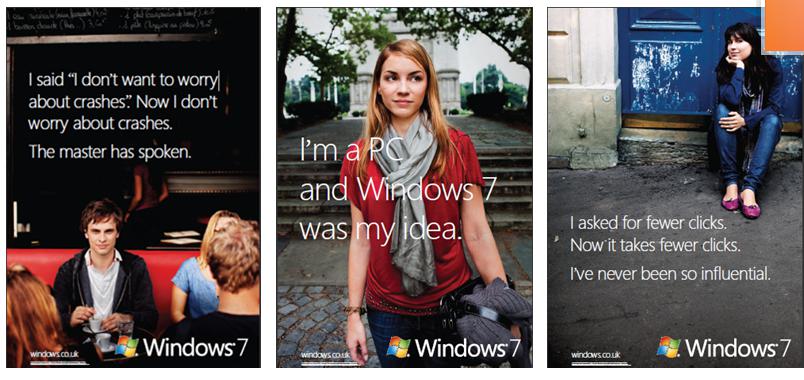 I said “I don’t want to worry
about crashes.” Now I don’t
worry about crashes.
The master has spoken.
windows.co.uk
Windows 7
I’m a PC
and Windows 7
was my idea.
windows.co.uk
Windows 7
I asked for fewer clicks.
Now it takes fewer clicks.
I’ve never been so influential.
windows.co.uk
Windows 7